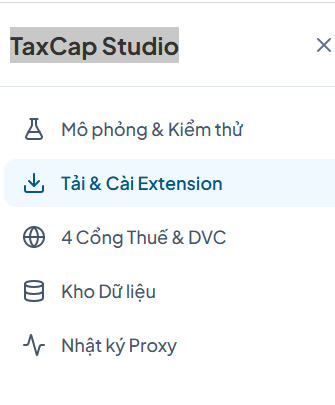 TaxCap Studio
Mô phỏng & Kiểm thử
Tải & Cài Extension
4 Cổng Thuế & DVC
Kho Dữ liệu
Nhật ký Proxy